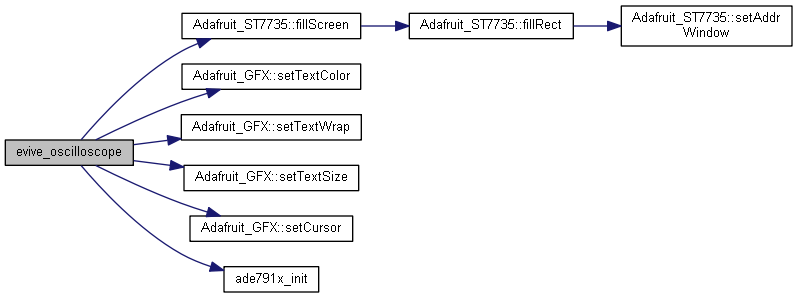 evive_oscilloscope
Adafruit_ST7735::fillScreen
Adafruit_ST7735::fillRect
Adafruit_ST7735::setAddr
Window
Adafruit_GFX::setTextColor
Adafruit_GFX::setTextWrap
Adafruit_GFX::setTextSize
Adafruit_GFX::setCursor
ade791x_init